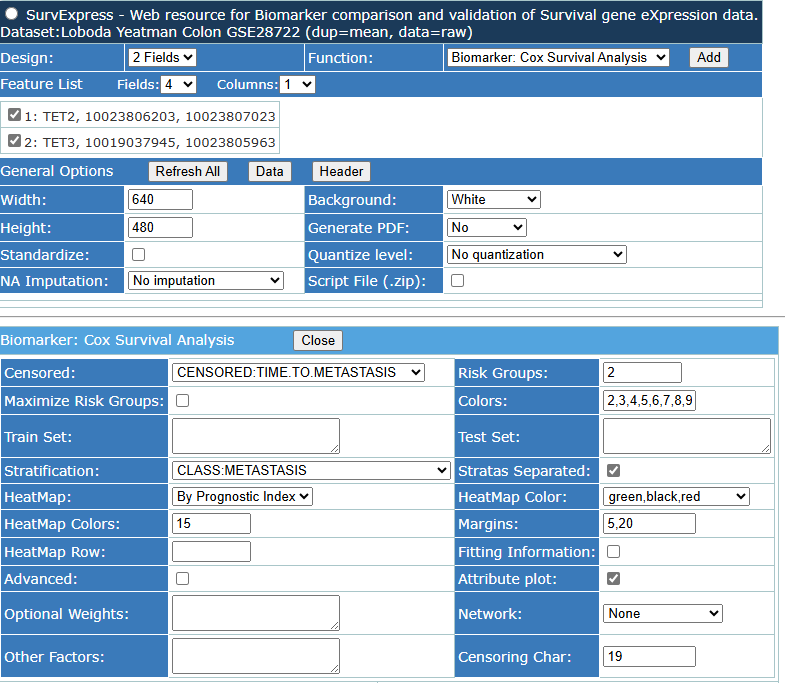 SurvExpress - Web resource for Biomarker comparison and validation of Survival gene eXpression data.
Dataset:Loboda Yeatman Colon GSE28722 (dup=mean, data=raw)
Design: 2 Fields Function: Biomarker: Cox Survival Analysis Add
Feature List Fields: 4 Columns: 1
1: TET2, 10023806203, 10023807023
2: TET3, 10019037945, 10023805963
General Options Refresh All Data Header
Width: 640 Background: White
Height: 480 Generate PDF: No
Standardize: Quantize level: No quantization
NA Imputation: No imputation Script File (.zip):
Biomarker: Cox Survival Analysis Close
Censored: CENSORED:TIME.TO.METASTASIS Risk Groups: 2
Maximize Risk Groups: Colors: 2,3,4,5,6,7,8,9
Train Set: Test Set:
Stratification: CLASS:METASTASIS Stratas Separated:
HeatMap: By Prognostic Index HeatMap Color: green,black,red
HeatMap Colors: 15 Margins: 5,20
HeatMap Row: Fitting Information:
Advanced: Attribute plot:
Optional Weights: Network: None
Other Factors: Censoring Char: 19